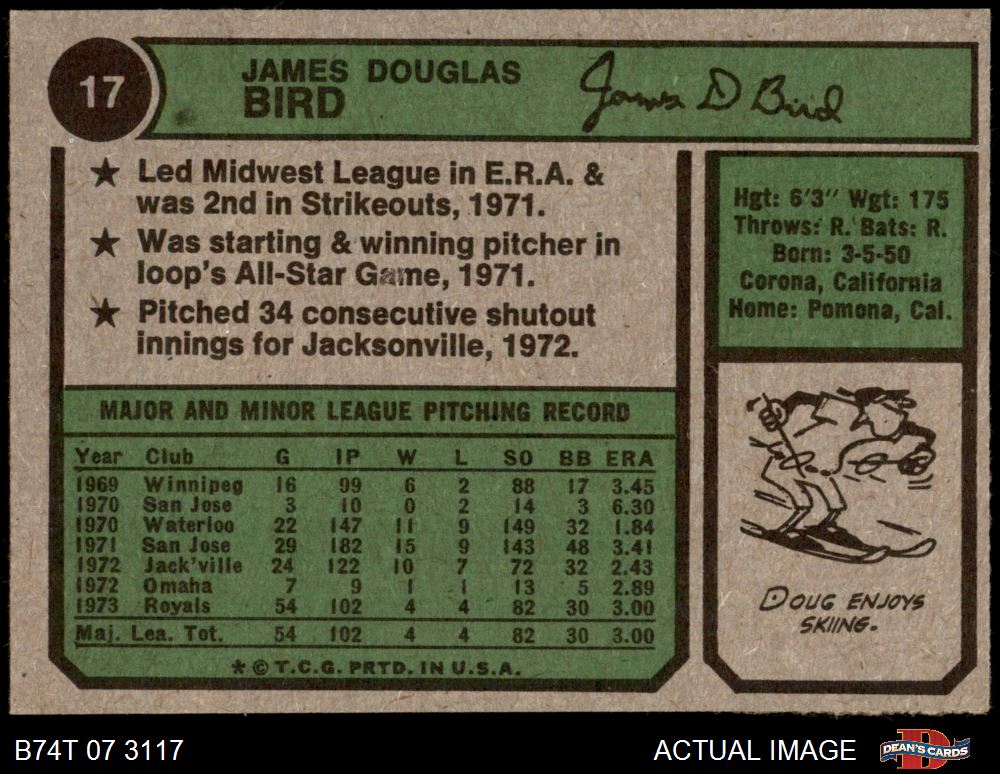 17
JAMES DOUGLAS
BIRD
James D Bird
★ Led Midwest League in E.R.A. &
was 2nd in Strikeouts, 1971.
★ Was starting & winning pitcher in
loop's All-Star Game, 1971.
★ Pitched 34 consecutive shutout
innings for Jacksonville, 1972.
Hgt: 6'3" Wgt: 175
Throws: R. Bats: R.
Born: 3-5-50
Corona, California
Home: Pomona, Cal.
MAJOR AND MINOR LEAGUE PITCHING RECORD
Year Club G IP W L SO BB ERA
1969 Winnipeg 16 99 6 2 88 17 3.45
1970 San Jose 3 10 0 2 14 3 6.30
1970 Waterloo 22 147 11 9 149 32 1.84
1971 San Jose 29 182 15 9 143 48 3.41
1972 Jack'ville 24 122 10 7 72 32 2.43
1972 Omaha 7 9 1 1 13 5 2.89
1973 Royals 54 102 4 4 82 30 3.00
Maj. Lea. Tot. 54 102 4 4 82 30 3.00
* © T.C.G. PRTD. IN U.S.A.
DOUG ENJOYS
SKIING.
B74T 07 3117 ACTUAL IMAGE DEAN'S CARDS